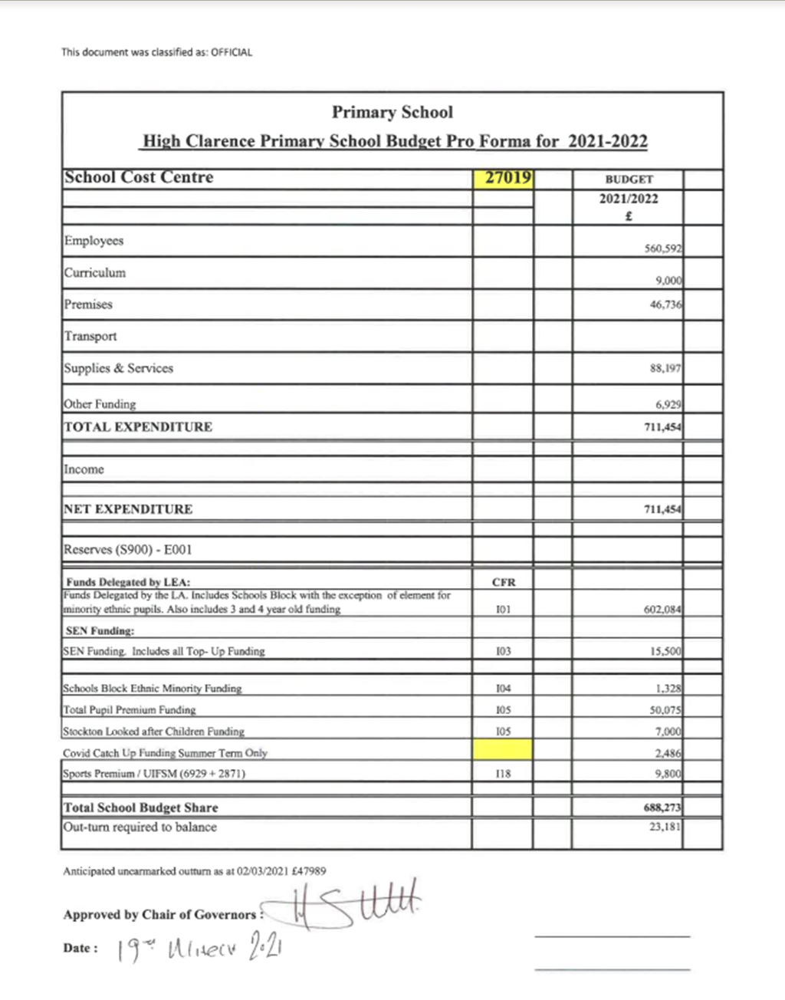 This document was classified as: OFFICIAL
Primary School
High Clarence Primary School Budget Pro Forma for 2021-2022
School Cost Centre 27019 BUDGET
2021/2022
£
Employees 560,592
Curriculum 9,000
Premises 46,736
Transport
Supplies & Services 88,197
Other Funding 6,929
TOTAL EXPENDITURE 711,454
Income
NET EXPENDITURE 711,454
Reserves (S900) - E001
Funds Delegated by LEA: CFR
Funds Delegated by the LA. Includes Schools Block with the exception of element for
minority ethnic pupils. Also includes 3 and 4 year old funding I01 602,084
SEN Funding:
SEN Funding. Includes all Top- Up Funding I03 15,500
Schools Block Ethnic Minority Funding I04 1,328
Total Pupil Premium Funding I05 50,075
Stockton Looked after Children Funding I05 7,000
Covid Catch Up Funding Summer Term Only 2,486
Sports Premium / UIFSM (6929 + 2871) I18 9,800
Total School Budget Share 688,273
Out-turn required to balance 23,181
Anticipated unearmarked outturn as at 02/03/2021 £47989
Approved by Chair of Governors :
Date : 19 March 2021